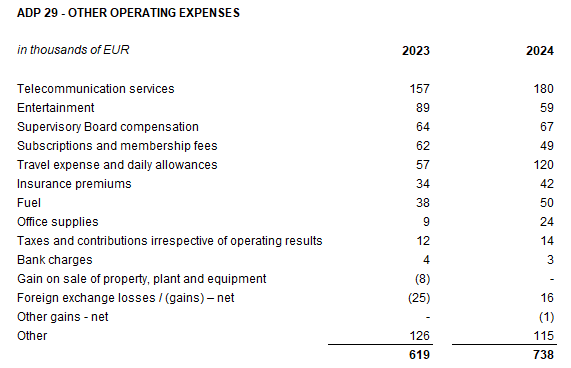 ADP 29 - OTHER OPERATING EXPENSES
in thousands of EUR 2023 2024
Telecommunication services 157 180
Entertainment 89 59
Supervisory Board compensation 64 67
Subscriptions and membership fees 62 49
Travel expense and daily allowances 57 120
Insurance premiums 34 42
Fuel 38 50
Office supplies 9 24
Taxes and contributions irrespective of operating results 12 14
Bank charges 4 3
Gain on sale of property, plant and equipment (8) -
Foreign exchange losses / (gains) – net (25) 16
Other gains - net - (1)
Other 126 115
619 738